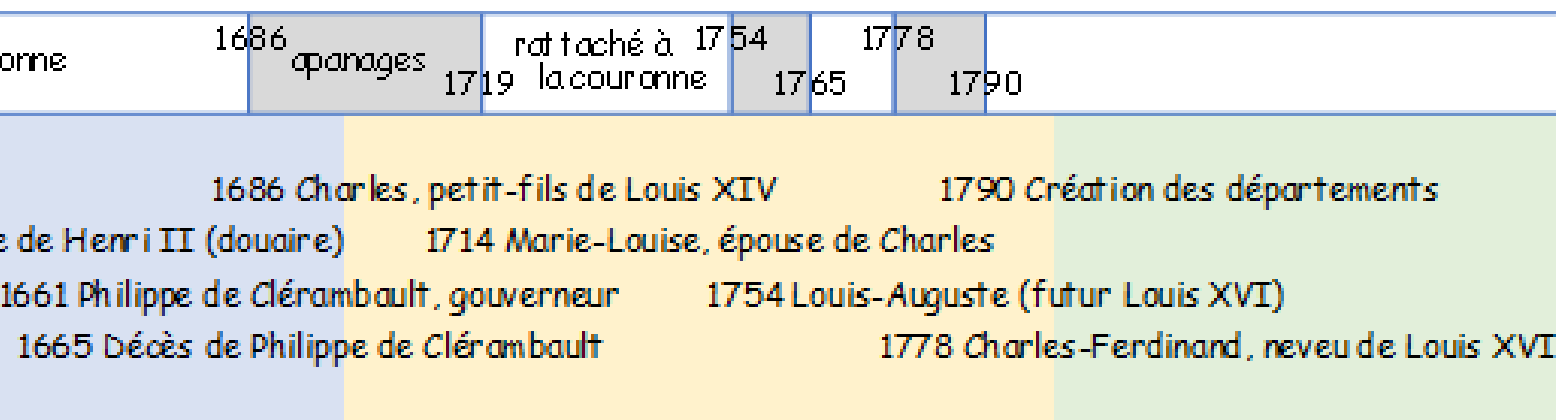 onne
1686
apanages
1719
rattaché à
la couronne
1754
1765
1778
1790
1686 Charles, petit-fils de Louis XIV
1790 Création des départements
e de Henri II (douaire)
1714 Marie-Louise, épouse de Charles
1661 Philippe de Clérambault, gouverneur
1754 Louis-Auguste (futur Louis XVI)
1665 Décès de Philippe de Clérambault
1778 Charles-Ferdinand, neveu de Louis XVI